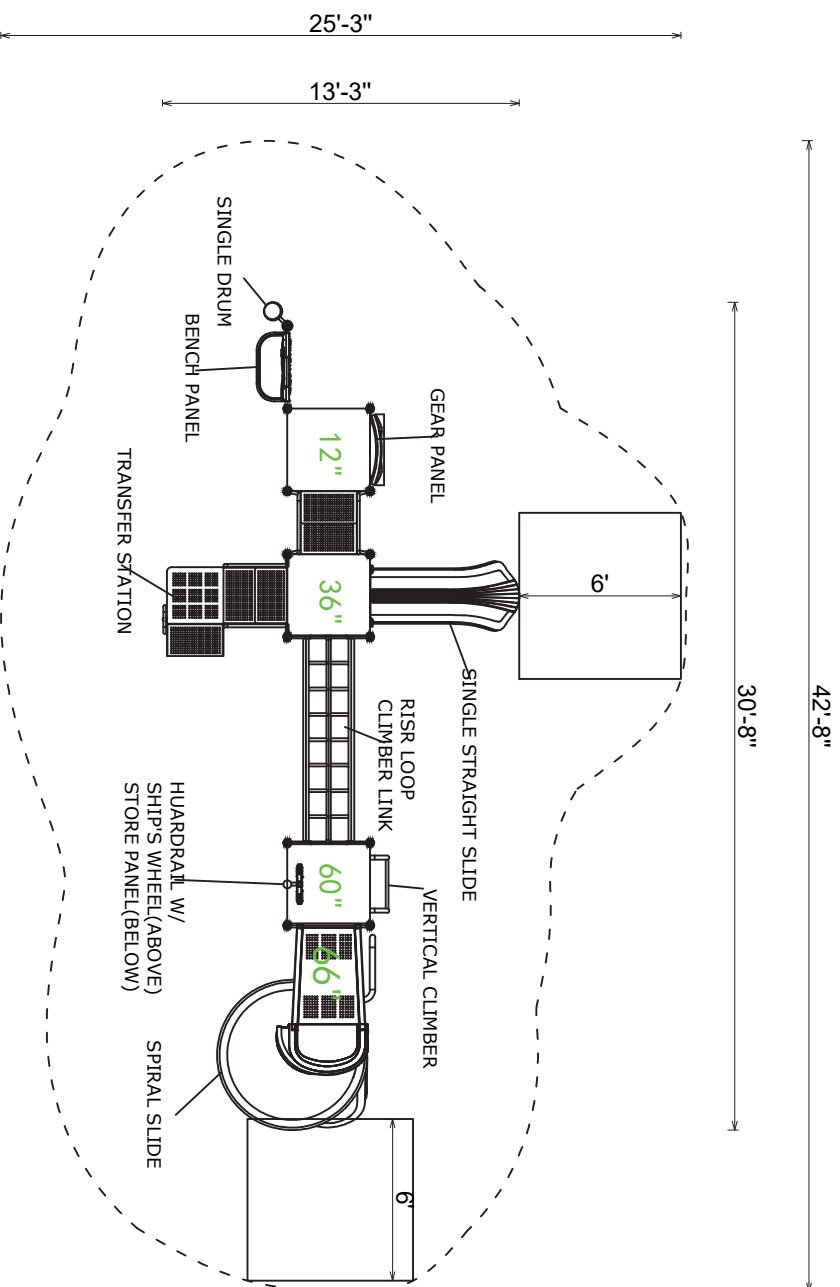 25'-3"
13'-3"
42'-8"
30'-8"
SINGLE DRUM
BENCH PANEL
GEAR PANEL
TRANSFER STATION
12"
36"
6'
SINGLE STRAIGHT SLIDE
RISR LOOP
CLIMBER LINK
HUARDRAIL W/
SHIP'S WHEEL(ABOVE)
STORE PANEL(BELOW)
60"
VERTICAL CLIMBER
66"
SPIRAL SLIDE
6'